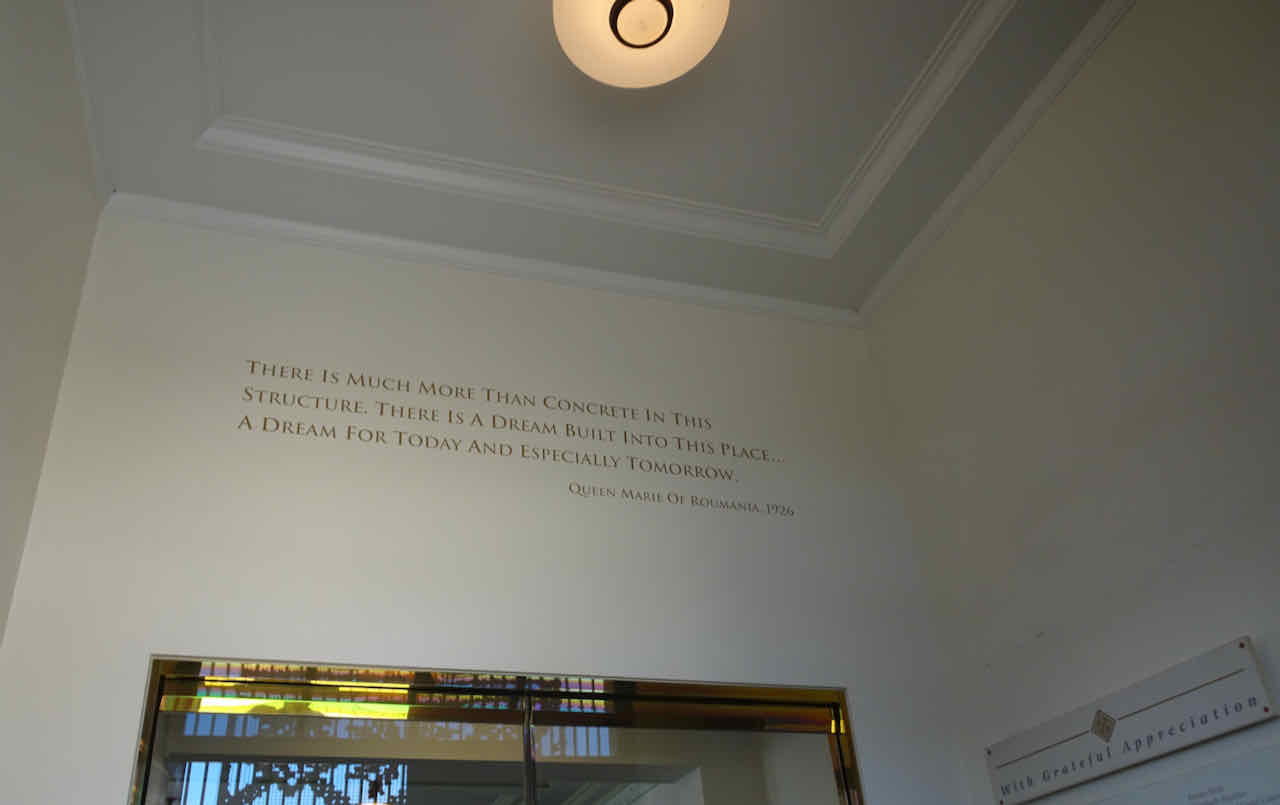 There Is Much More Than Concrete In This
Structure. There Is A Dream Built Into This Place...
A Dream For Today And Especially Tomorrow.
Queen Marie Of Roumania, 1926
With Grateful Appreciation